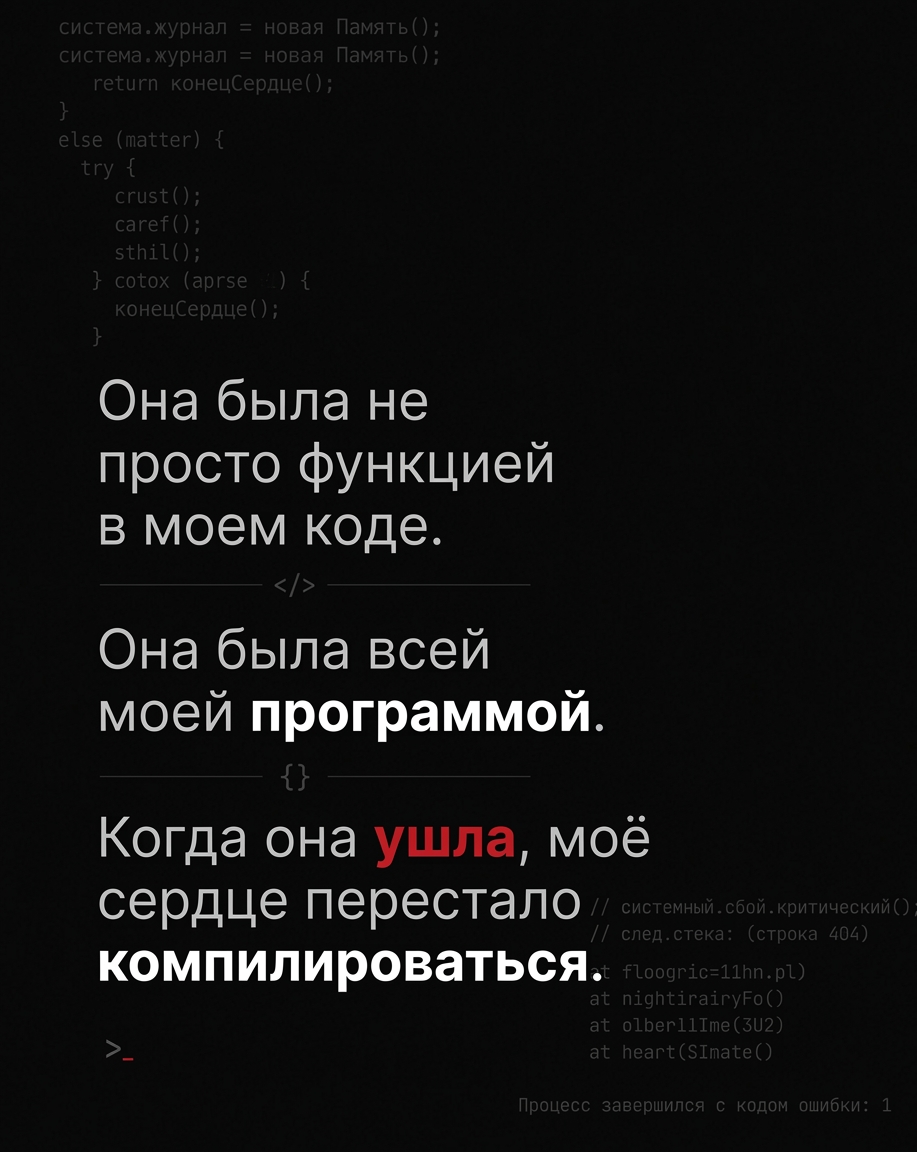 система.журнал = новая Память();
система.журнал = новая Память();
return конецСердце();
}
else (matter) {
try {
crust();
caref();
sthil();
} cotox (aprse ) {
конецСердце();
}
Она была не
просто функцией
в моем коде.
</>
Она была всей
моей программой.
{}
Когда она ушла, моё
сердце перестало
компилироваться.
// системный.сбой.критический();
// след.стека: (строка 404)
at floogric=11hn.pl)
at nightirairyFo()
at olberllIme(3U2)
at heart(SImate()
>_
Процесс завершился с кодом ошибки: 1